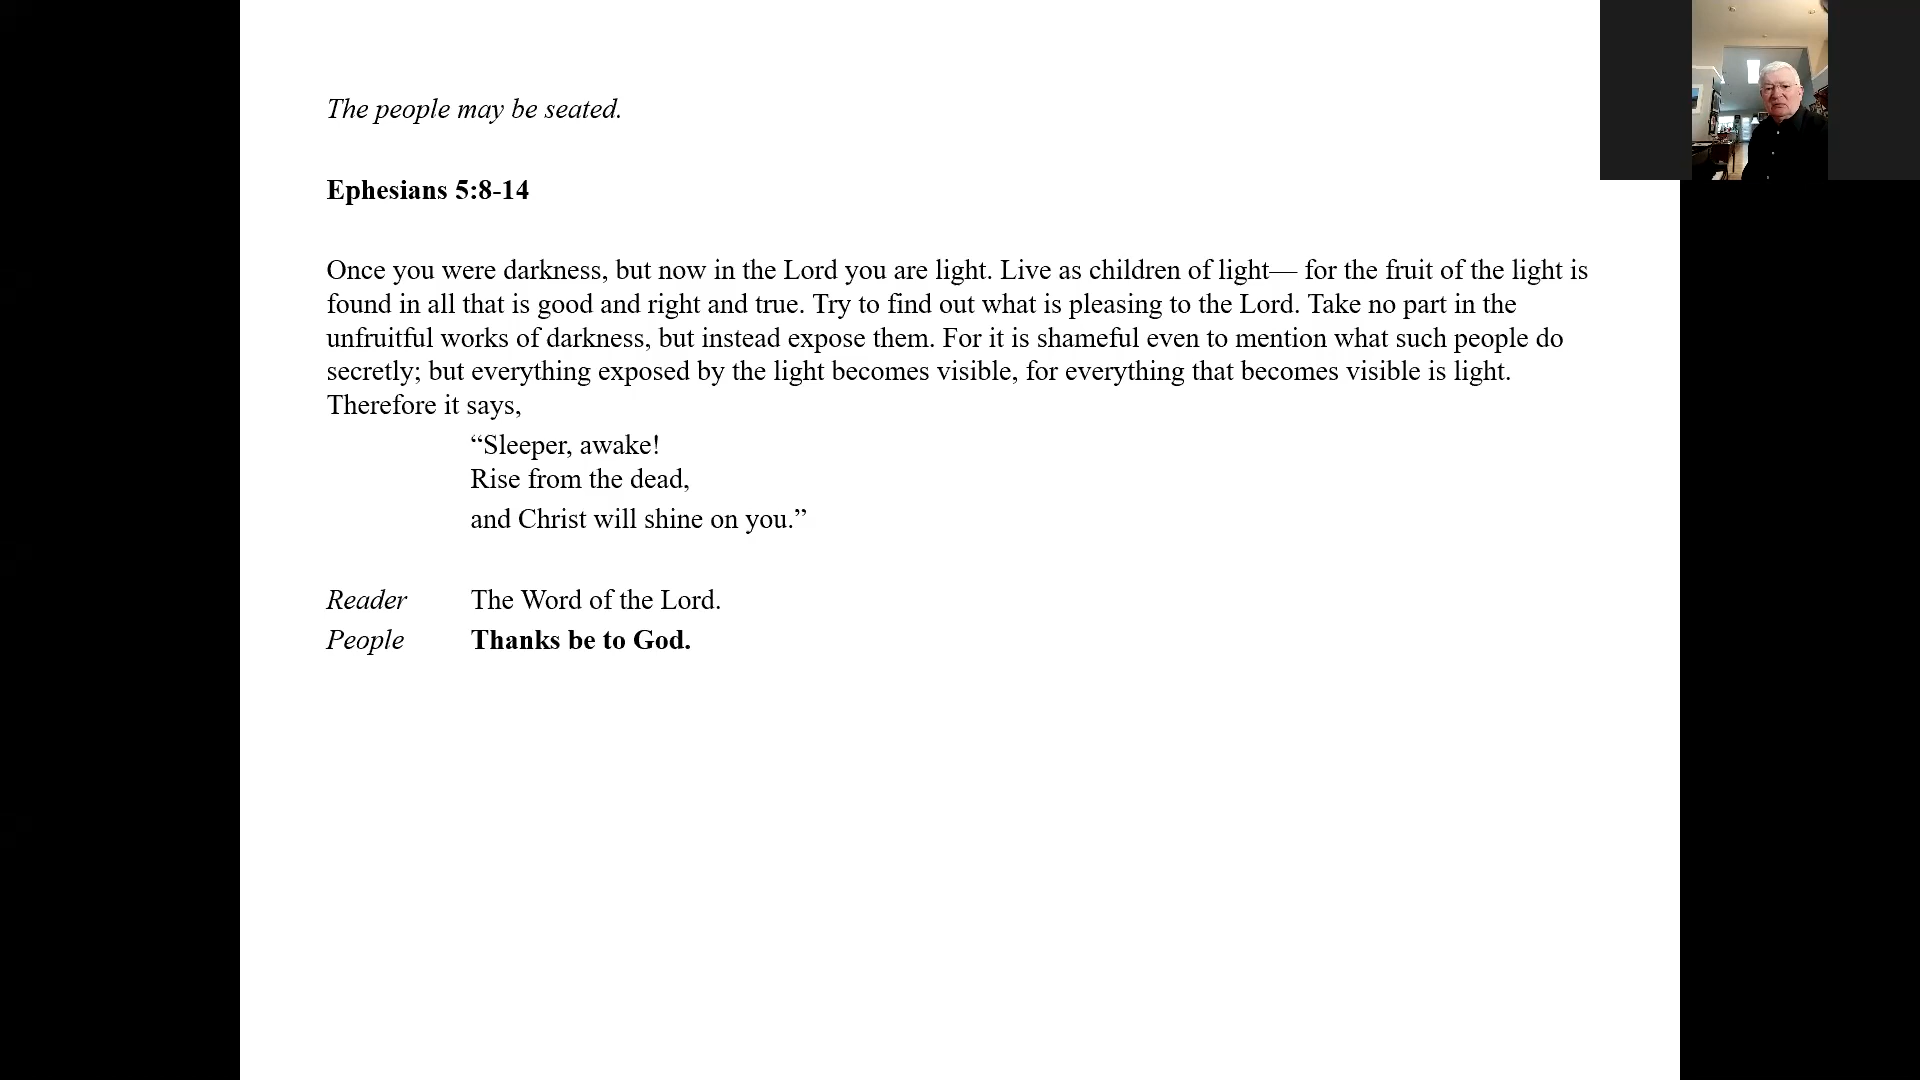 The people may be seated.
Ephesians 5:8-14
Once you were darkness, but now in the Lord you are light. Live as children of light— for the fruit of the light is
found in all that is good and right and true. Try to find out what is pleasing to the Lord. Take no part in the
unfruitful works of darkness, but instead expose them. For it is shameful even to mention what such people do
secretly; but everything exposed by the light becomes visible, for everything that becomes visible is light.
Therefore it says,
“Sleeper, awake!
Rise from the dead,
and Christ will shine on you.”
Reader The Word of the Lord.
People Thanks be to God.